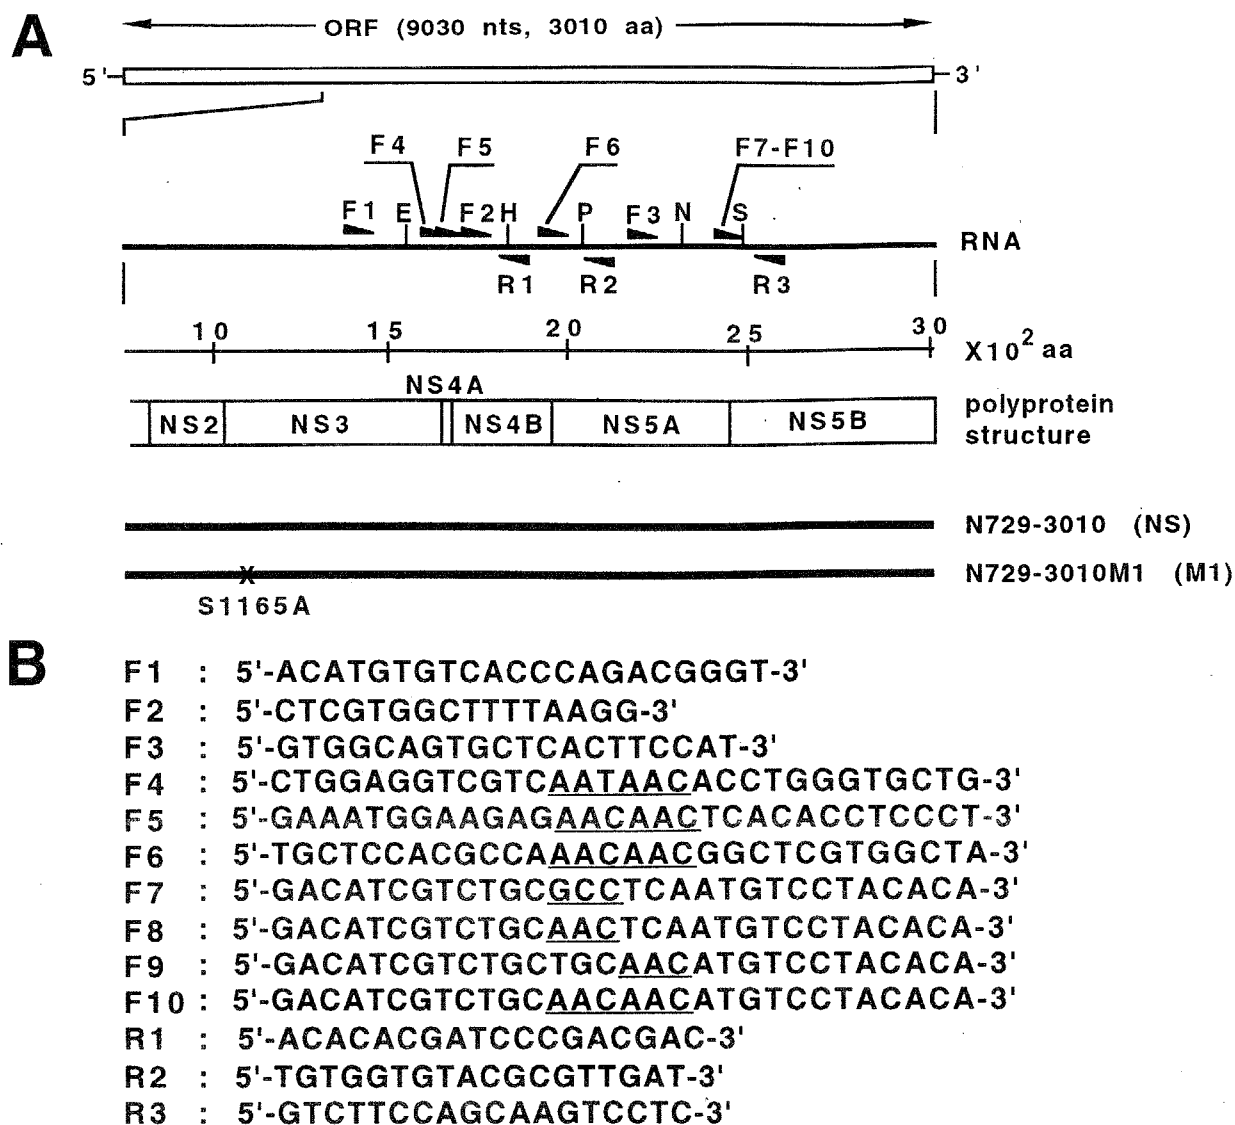 A
ORF (9030 nts, 3010 aa)
5' 3'
F4 F5 F6 F7-F10
F1 E F2 H P F3 N S
RNA
R1 R2 R3
10 15 20 25 30
X10² aa
NS4A
NS2 NS3 NS4B NS5A NS5B
polyprotein
structure
N729-3010 (NS)
X
N729-3010M1 (M1)
S1165A
B
F1 : 5'-ACATGTGTCACCCAGACGGGT-3'
F2 : 5'-CTCGTGGCTTTTAAGG-3'
F3 : 5'-GTGGCAGTGCTCACTTCCAT-3'
F4 : 5'-CTGGAGGTCGTCAATAACACCTGGGTGCTG-3'
F5 : 5'-GAAATGGAAGAGAACAACTCACACCTCCCT-3'
F6 : 5'-TGCTCCACGCCAAACAACGGCTCGTGGCTA-3'
F7 : 5'-GACATCGTCTGCGCCTCAATGTCCTACACA-3'
F8 : 5'-GACATCGTCTGCAACTCAATGTCCTACACA-3'
F9 : 5'-GACATCGTCTGCTGCAACATGTCCTACACA-3'
F10 : 5'-GACATCGTCTGCAACAACATGTCCTACACA-3'
R1 : 5'-ACACACGATCCCGACGAC-3'
R2 : 5'-TGTGGTGTACGCGTTGAT-3'
R3 : 5'-GTCTTCCAGCAAGTCCTC-3'